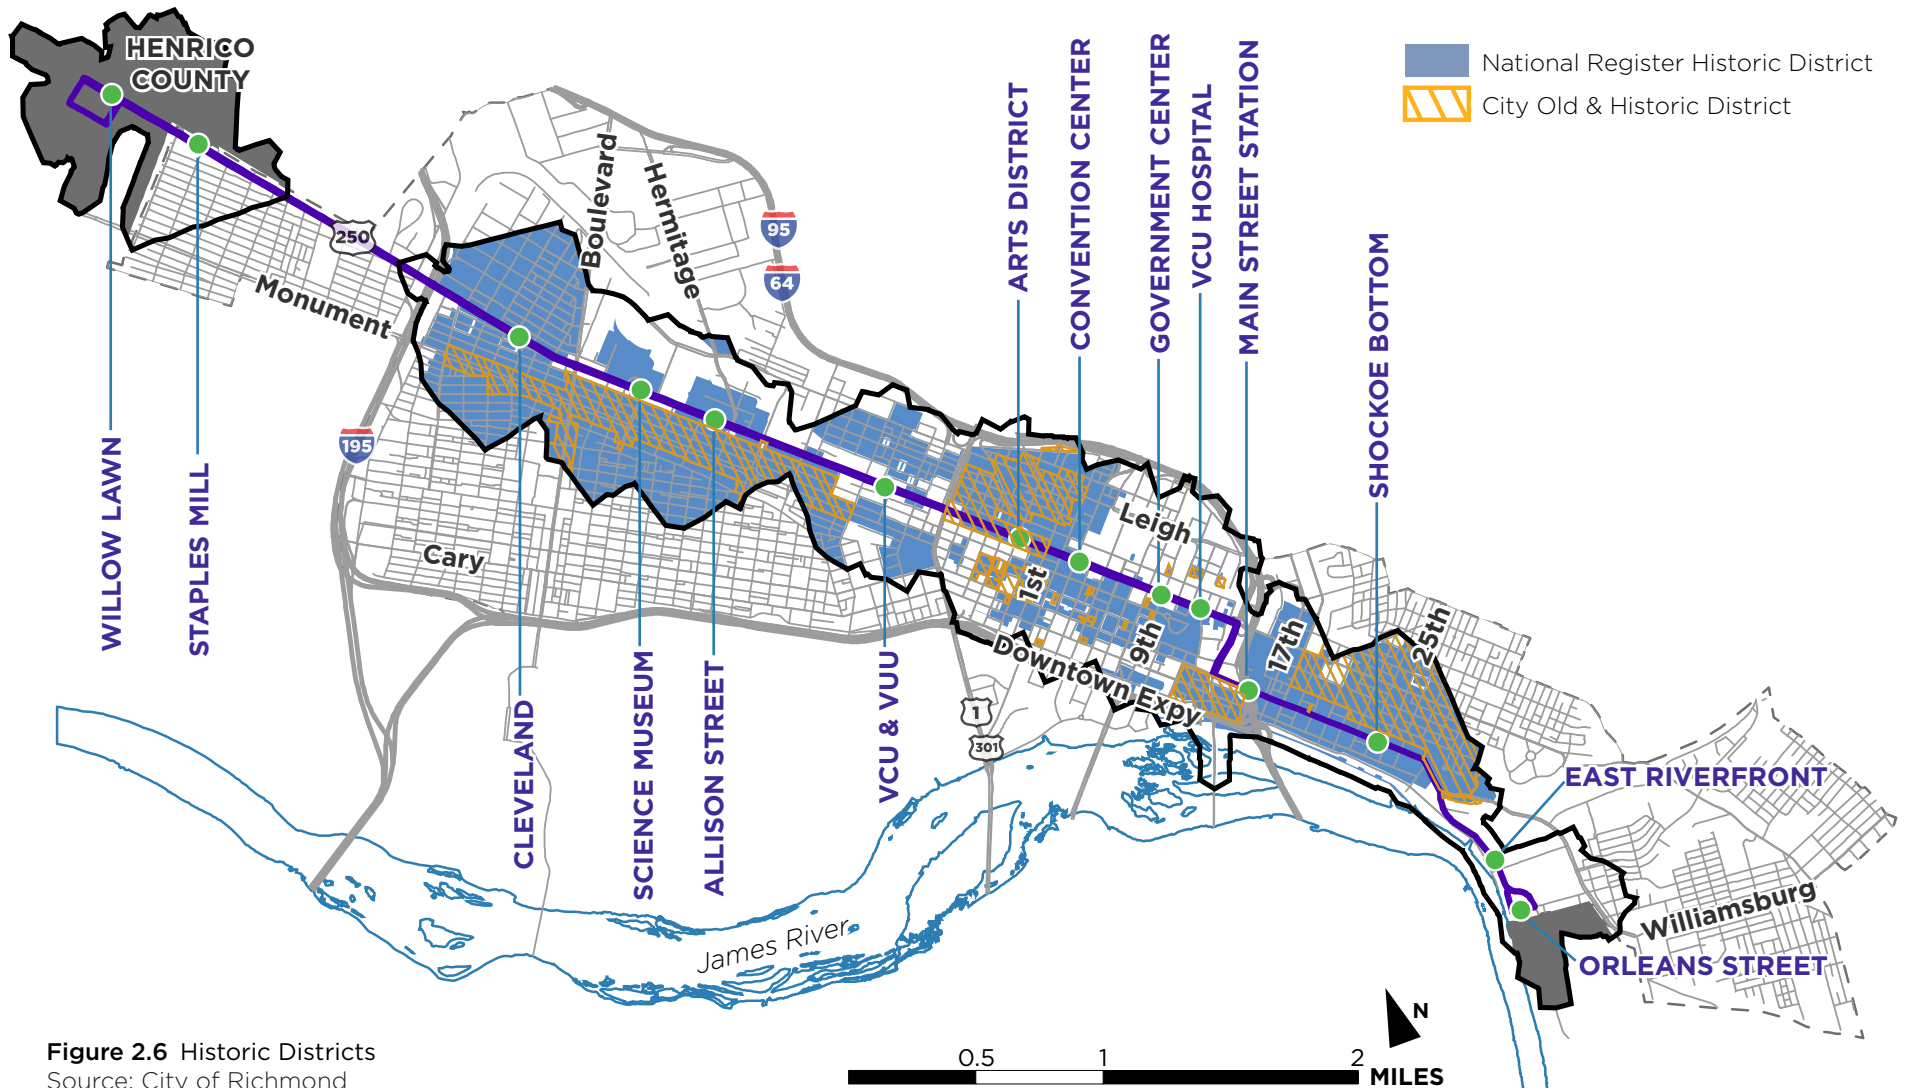 HENRICO
COUNTY
National Register Historic District
City Old & Historic District
WILLOW LAWN
STAPLES MILL
CLEVELAND
SCIENCE MUSEUM
ALLISON STREET
VCU & VUU
ARTS DISTRICT
CONVENTION CENTER
GOVERNMENT CENTER
VCU HOSPITAL
MAIN STREET STATION
SHOCKOE BOTTOM
EAST RIVERFRONT
ORLEANS STREET
250
Monument
Boulevard
Hermitage
95
64
195
Cary
Leigh
1st
9th
17th
25th
Downtown Expy
1
301
Williamsburg
James River
N
0.5
1
2
MILES
Figure 2.6 Historic Districts
Source: City of Richmond